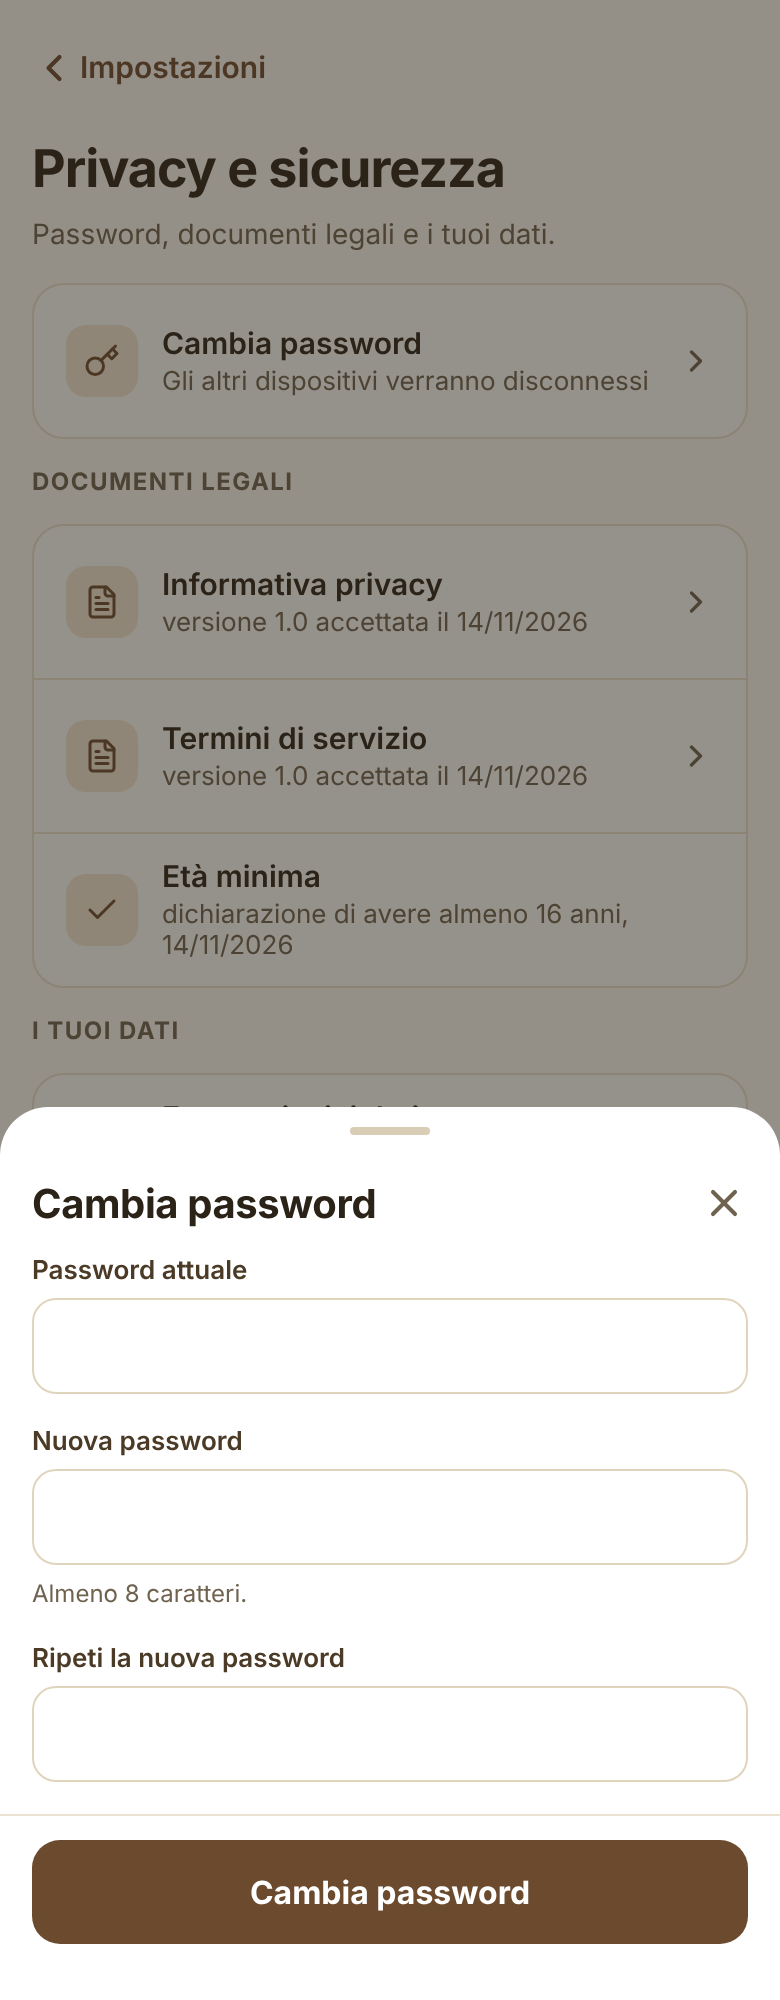 Impostazioni
Privacy e sicurezza
Password, documenti legali e i tuoi dati.
Cambia password
Gli altri dispositivi verranno disconnessi
DOCUMENTI LEGALI
Informativa privacy
versione 1.0 accettata il 14/11/2026
Termini di servizio
versione 1.0 accettata il 14/11/2026
Età minima
dichiarazione di avere almeno 16 anni,
14/11/2026
I TUOI DATI
Cambia password
Password attuale
Nuova password
Almeno 8 caratteri.
Ripeti la nuova password
Cambia password